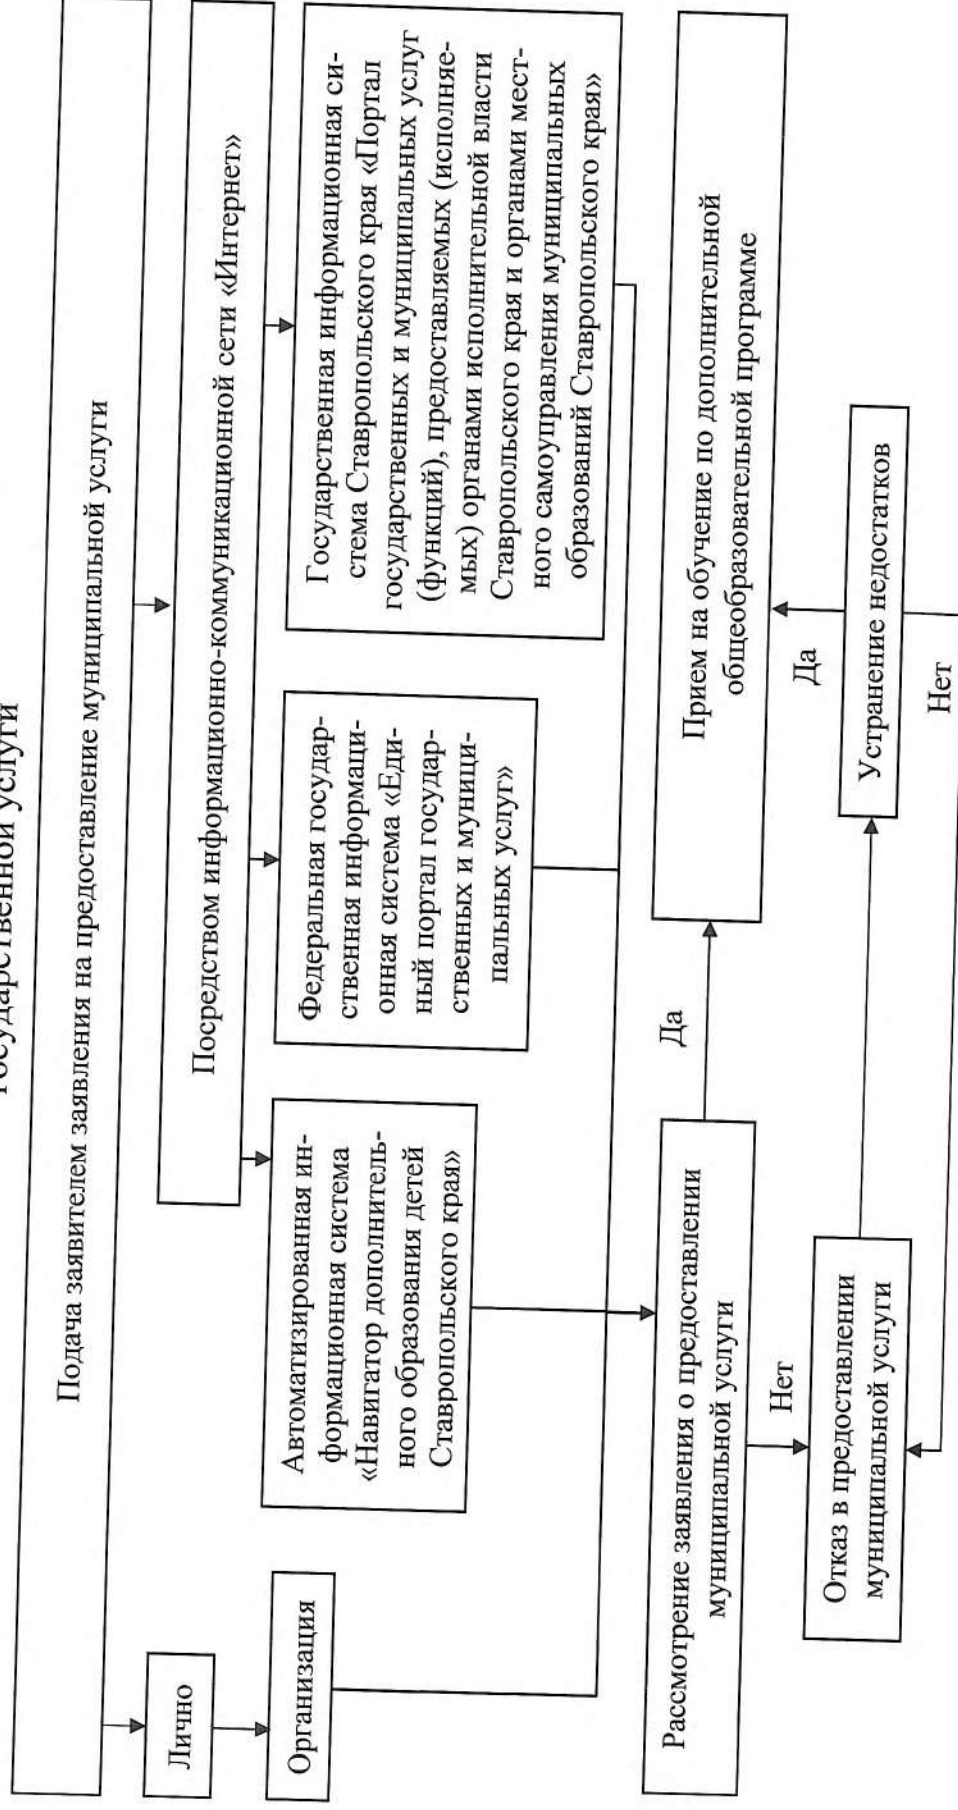 государственной услуги
Подача заявителем заявления на предоставление муниципальной услуги
Лично
Посредством информационно-коммуникационной сети «Интернет»
Организация
Автоматизированная ин-
формационная система
«Навигатор дополнитель-
ного образования детей
Ставропольского края»
Федеральная государ-
ственная информаци-
онная система «Еди-
ный портал государ-
ственных и муници-
пальных услуг»
Государственная информационная си-
стема Ставропольского края «Портал
государственных и муниципальных услуг
(функций), предоставляемых (исполняе-
мых) органами исполнительной власти
Ставропольского края и органами мест-
ного самоуправления муниципальных
образований Ставропольского края»
Рассмотрение заявления о предоставлении
муниципальной услуги
Да
Прием на обучение по дополнительной
общеобразовательной программе
Нет
Да
Отказ в предоставлении
муниципальной услуги
Устранение недостатков
Нет